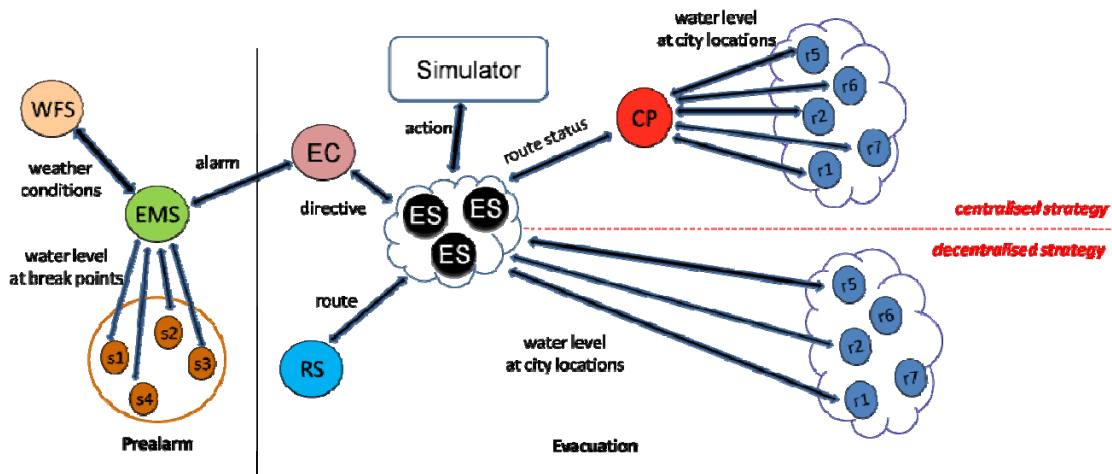 water level
at city locations
Simulator
r5
r6
r2
r7
r1
CP
WFS
action
route status
weather
conditions
alarm
EC
directive
ES
ES
ES
centralised strategy
decentralised strategy
EMS
water level
at break points
route
RS
water level
at city locations
r5
r6
r2
r7
r1
s1
s2
s3
s4
Prealarm
Evacuation